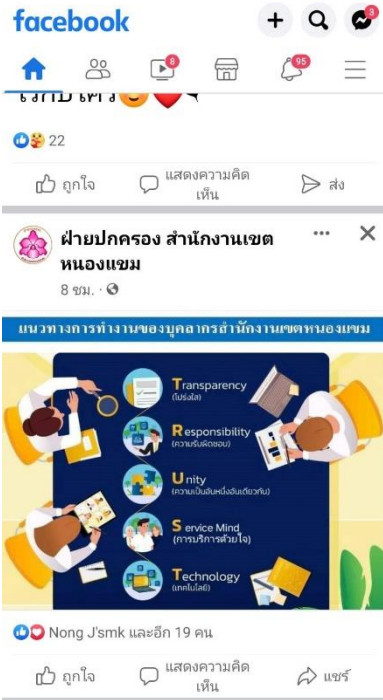 facebook
3
8
95
22
ถูกใจ
แสดงความคิด
เห็น
ส่ง
ฝ่ายปกครอง สำนักงานเขต
หนองแขม
8 ชม. ·
แนวทางการทำงานของบุคลากรสำนักงานเขตหนองแขม
Transparency
(โปร่งใส)
Responsibility
(ความรับผิดชอบ)
Unity
(ความเป็นอันหนึ่งอันเดียวกัน)
Service Mind
(การบริการด้วยใจ)
Technology
(เทคโนโลยี)
Nong J'smk และอีก 19 คน
ถูกใจ
แสดงความคิด
เห็น
แชร์